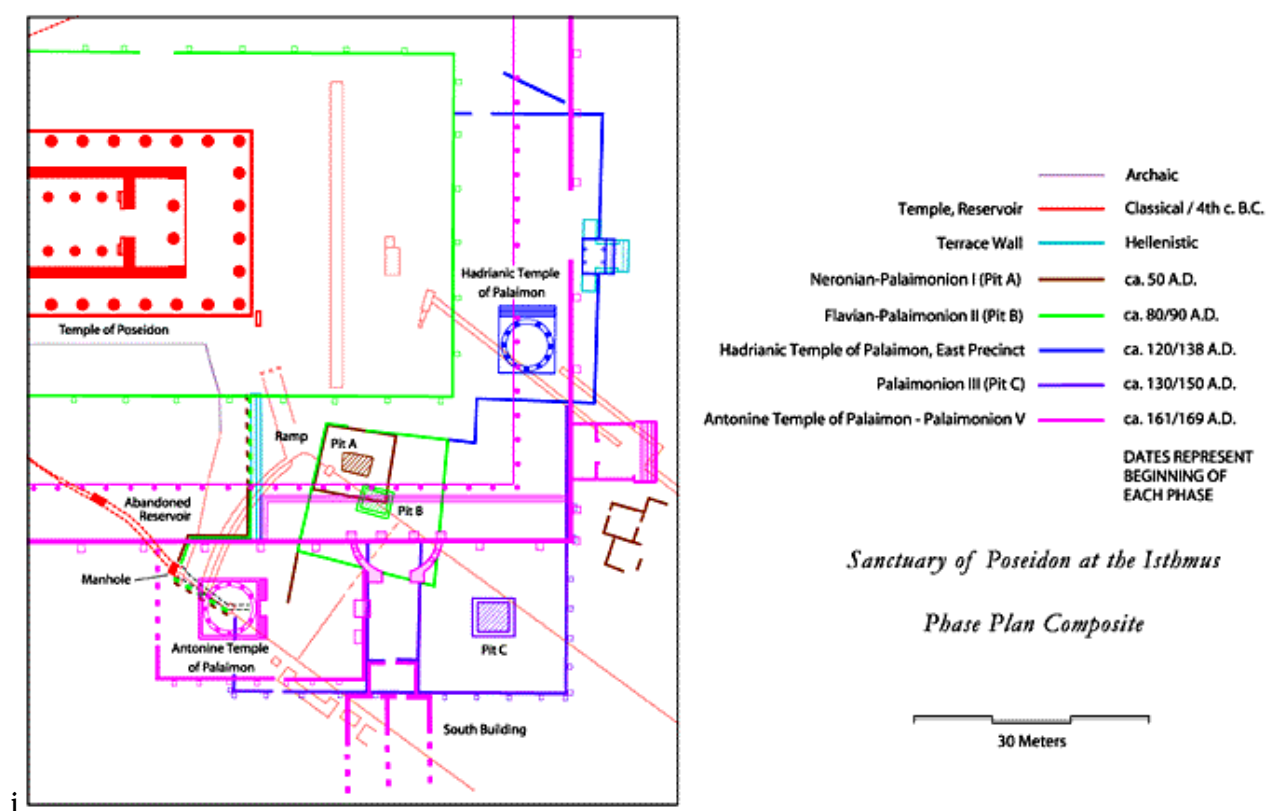 Hadrianic Temple
of Palaimon
Temple of Poseidon
Ramp
Pit A
Pit B
Abandoned
Reservoir
Manhole
Antonine Temple
of Palaimon
Pit C
South Building
Archaic
Temple, Reservoir Classical / 4th c. B.C.
Terrace Wall Hellenistic
Neronian-Palaimonion I (Pit A) ca. 50 A.D.
Flavian-Palaimonion II (Pit B) ca. 80/90 A.D.
Hadrianic Temple of Palaimon, East Precinct ca. 120/138 A.D.
Palaimonion III (Pit C) ca. 130/150 A.D.
Antonine Temple of Palaimon - Palaimonion V ca. 161/169 A.D.
DATES REPRESENT
BEGINNING OF
EACH PHASE
Sanctuary of Poseidon at the Isthmus
Phase Plan Composite
30 Meters
i